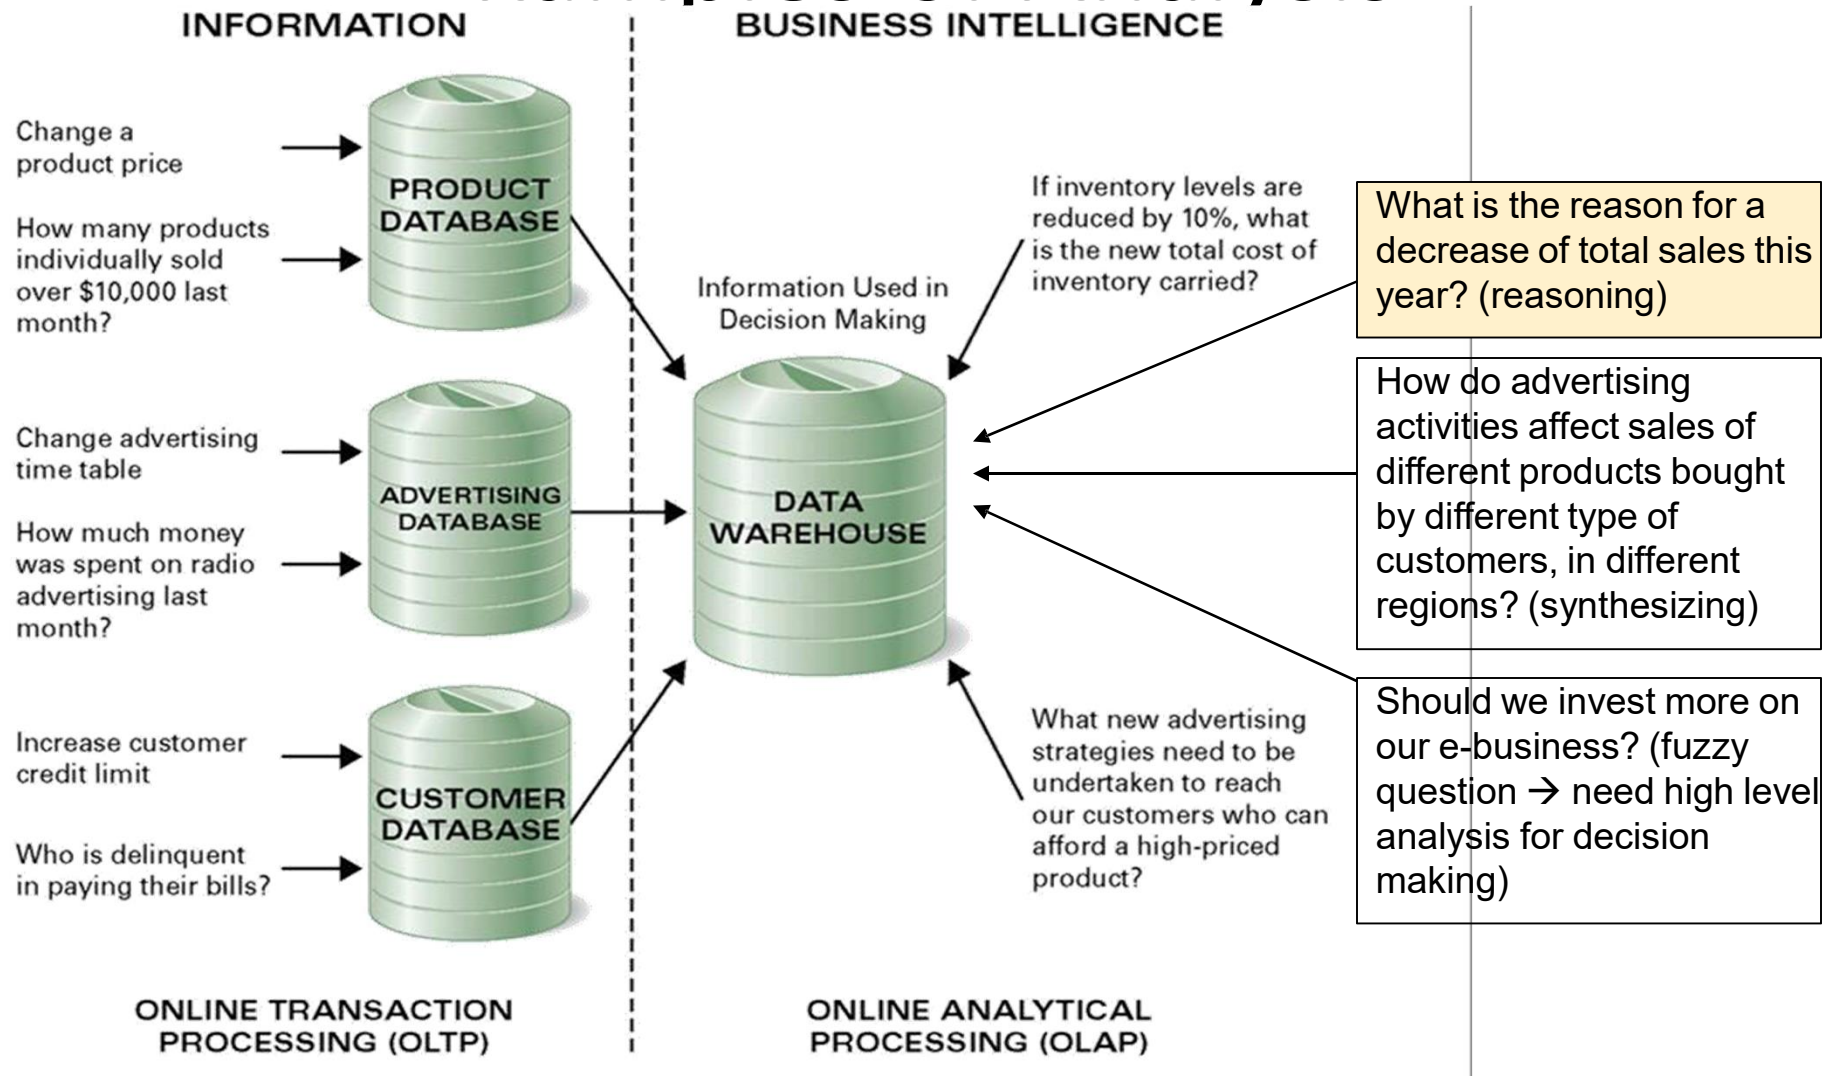 INFORMATION
BUSINESS INTELLIGENCE
Change a
product price
How many products
individually sold
over $10,000 last
month?
PRODUCT
DATABASE
Change advertising
time table
How much money
was spent on radio
advertising last
month?
ADVERTISING
DATABASE
Increase customer
credit limit
Who is delinquent
in paying their bills?
CUSTOMER
DATABASE
ONLINE TRANSACTION
PROCESSING (OLTP)
Information Used in
Decision Making
DATA
WAREHOUSE
If inventory levels are
reduced by 10%, what
is the new total cost of
inventory carried?
What new advertising
strategies need to be
undertaken to reach
our customers who can
afford a high-priced
product?
ONLINE ANALYTICAL
PROCESSING (OLAP)
What is the reason for a
decrease of total sales this
year? (reasoning)
How do advertising
activities affect sales of
different products bought
by different type of
customers, in different
regions? (synthesizing)
Should we invest more on
our e-business? (fuzzy
question → need high level
analysis for decision
making)